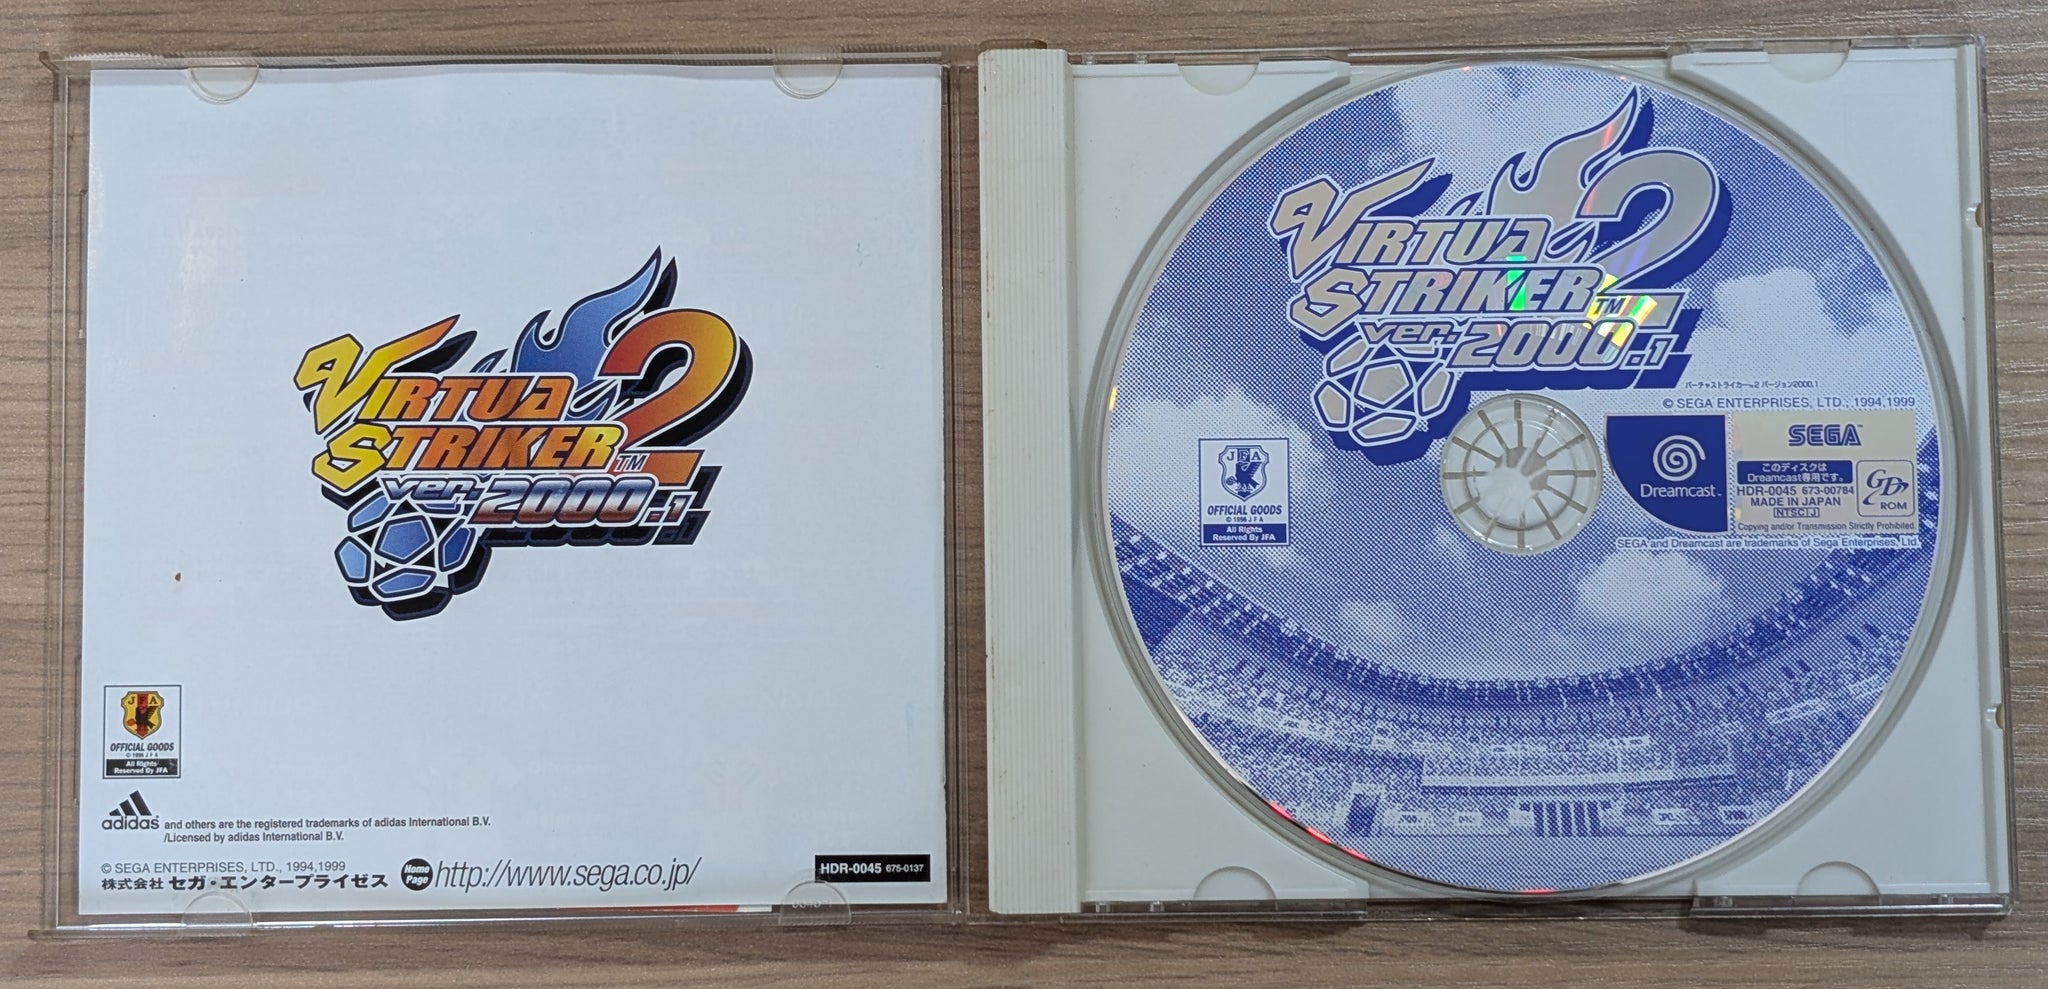 VIRTUA
STRIKER 2
TM
ver. 2000.1
JFA
OFFICIAL GOODS
© 1996 J F A
All Rights
Reserved By JFA
adidas and others are the registered trademarks of adidas International B.V.
/Licensed by adidas International B.V.
© SEGA ENTERPRISES, LTD., 1994,1999
株式会社 セガ・エンタープライゼス
Home
Page
http://www.sega.co.jp/
HDR-0045 675-0137
VIRTUA
STRIKER 2
TM
ver. 2000.1
バーチャストライカー™2 バージョン2000.1
© SEGA ENTERPRISES, LTD., 1994,1999
JFA
OFFICIAL GOODS
© 1996 J F A
All Rights
Reserved By JFA
Dreamcast™
SEGA™
このディスクは
Dreamcast専用です。
HDR-0045 673-00784
MADE IN JAPAN
NTSC J
GD
ROM
Copying and/or Transmission Strictly Prohibited.
SEGA and Dreamcast are trademarks of Sega Enterprises, Ltd.